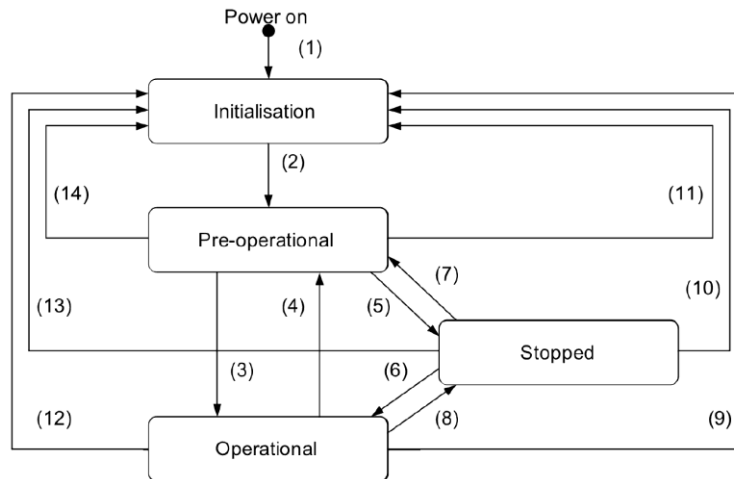 Power on
(1)
Initialisation
(2)
(14)
(11)
Pre-operational
(7)
(13)
(4)
(5)
(10)
Stopped
(3)
(6)
(12)
(8)
(9)
Operational